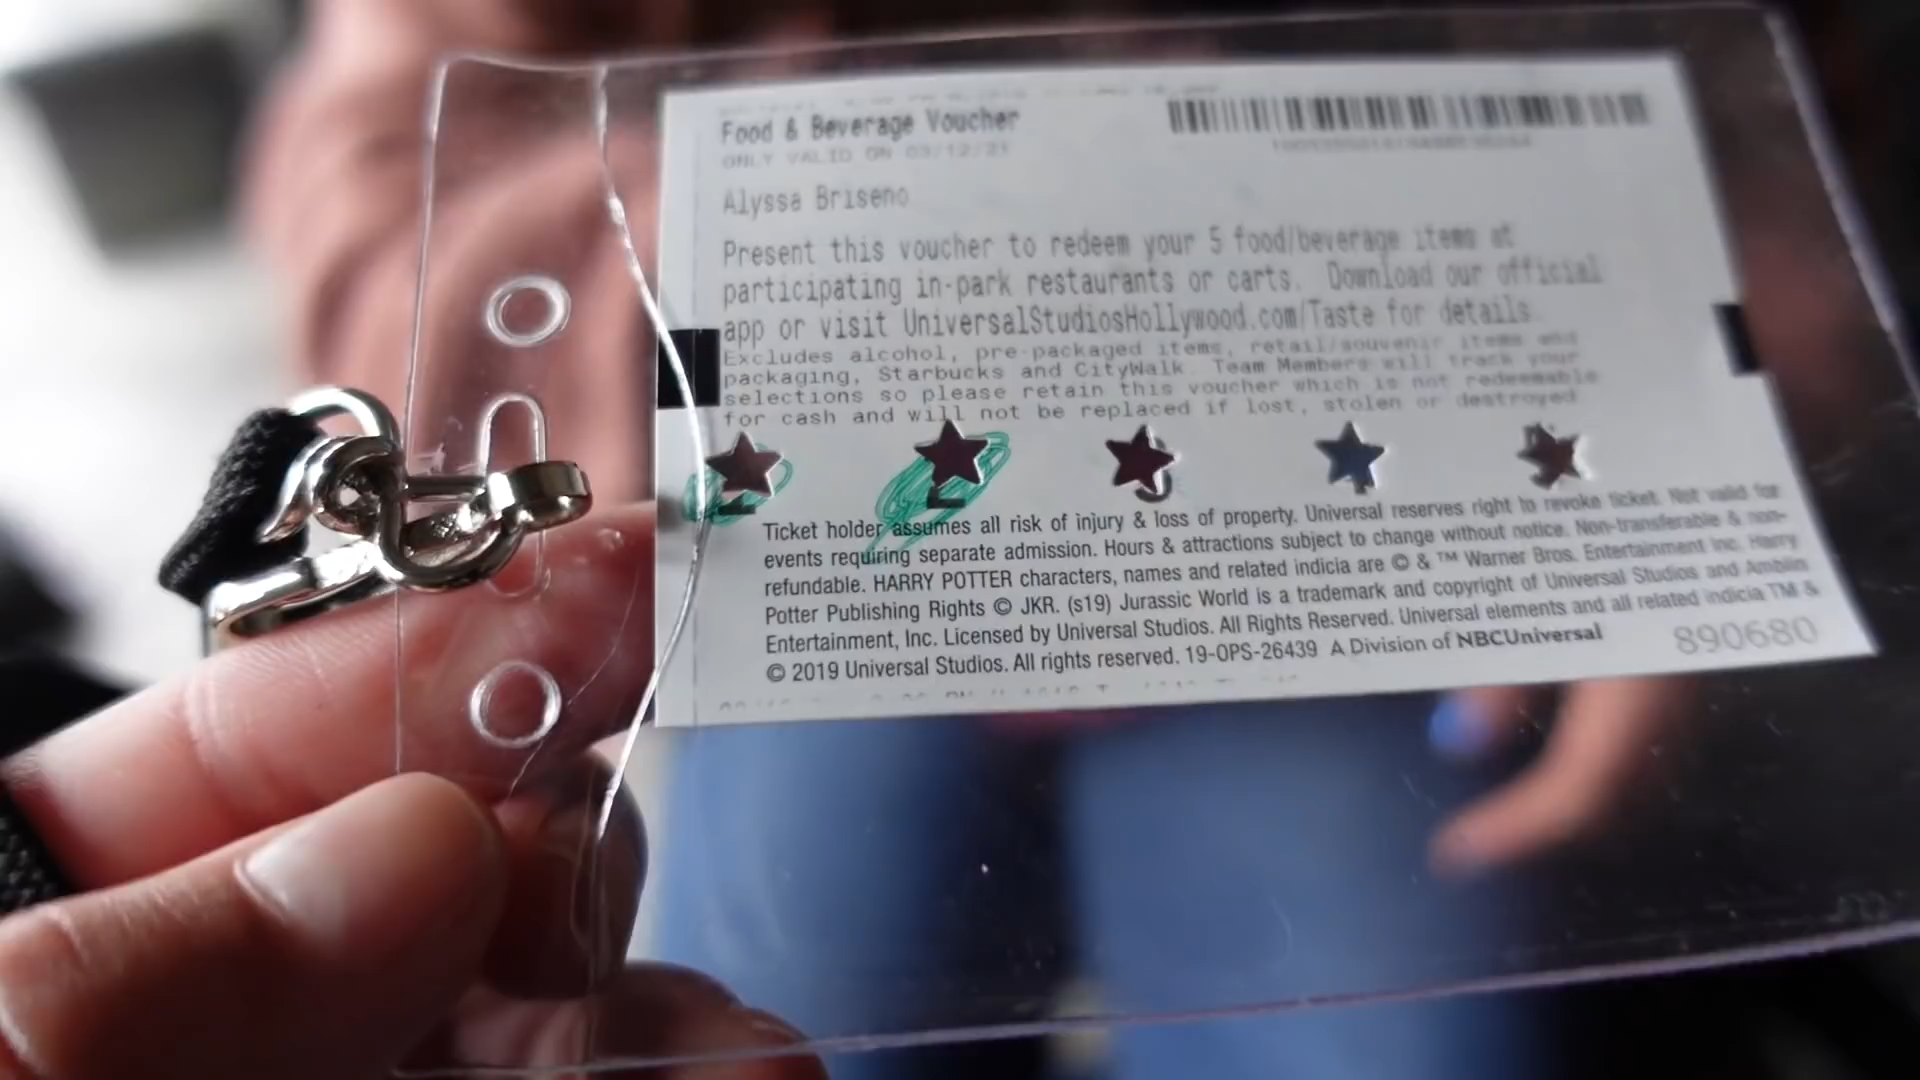 Food & Beverage Voucher
ONLY VALID ON 03/12/21
Alyssa Briseno
Present this voucher to redeem your 5 food/beverage items at
participating in-park restaurants or carts. Download our official
app or visit UniversalStudiosHollywood.com/Taste for details.
Excludes alcohol, pre-packaged items, retail/souvenir items and
packaging, Starbucks and CityWalk. Team Members will track your
selections so please retain this voucher which is not redeemable
for cash and will not be replaced if lost, stolen or destroyed
Ticket holder assumes all risk of injury & loss of property. Universal reserves right to revoke ticket. Not valid for
events requiring separate admission. Hours & attractions subject to change without notice. Non-transferable & non-
refundable. HARRY POTTER characters, names and related indicia are © & ™ Warner Bros. Entertainment Inc. Harry
Potter Publishing Rights © JKR. (s19) Jurassic World is a trademark and copyright of Universal Studios and Amblin
Entertainment, Inc. Licensed by Universal Studios. All Rights Reserved. Universal elements and all related indicia TM &
© 2019 Universal Studios. All rights reserved. 19-OPS-26439 A Division of NBCUniversal
890680